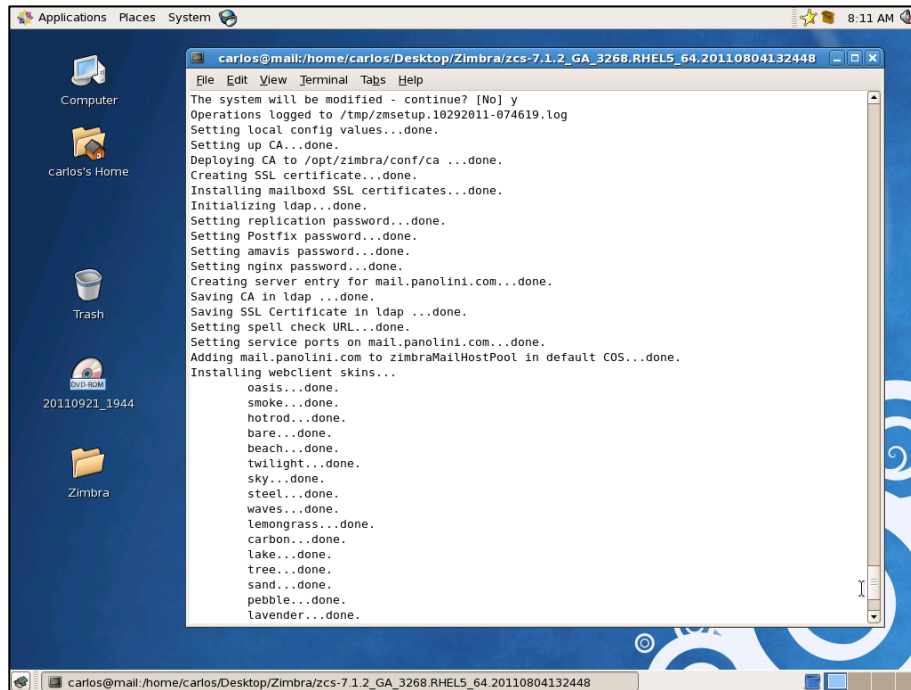 Applications Places System 8:11 AM
Computer
carlos's Home
Trash
DVD-ROM
20110921_1944
Zimbra
carlos@mail:/home/carlos/Desktop/Zimbra/zcs-7.1.2_GA_3268.RHEL5_64.20110804132448
File Edit View Terminal Tabs Help
The system will be modified - continue? [No] y
Operations logged to /tmp/zmsetup.10292011-074619.log
Setting local config values...done.
Setting up CA...done.
Deploying CA to /opt/zimbra/conf/ca ...done.
Creating SSL certificate...done.
Installing mailboxd SSL certificates...done.
Initializing ldap...done.
Setting replication password...done.
Setting Postfix password...done.
Setting amavis password...done.
Setting nginx password...done.
Creating server entry for mail.panolini.com...done.
Saving CA in ldap ...done.
Saving SSL Certificate in ldap ...done.
Setting spell check URL...done.
Setting service ports on mail.panolini.com...done.
Adding mail.panolini.com to zimbraMailHostPool in default COS...done.
Installing webclient skins...
oasis...done.
smoke...done.
hotrod...done.
bare...done.
beach...done.
twilight...done.
sky...done.
steel...done.
waves...done.
lemongrass...done.
carbon...done.
lake...done.
tree...done.
sand...done.
pebble...done.
lavender...done.
carlos@mail:/home/carlos/Desktop/Zimbra/zcs-7.1.2_GA_3268.RHEL5_64.20110804132448